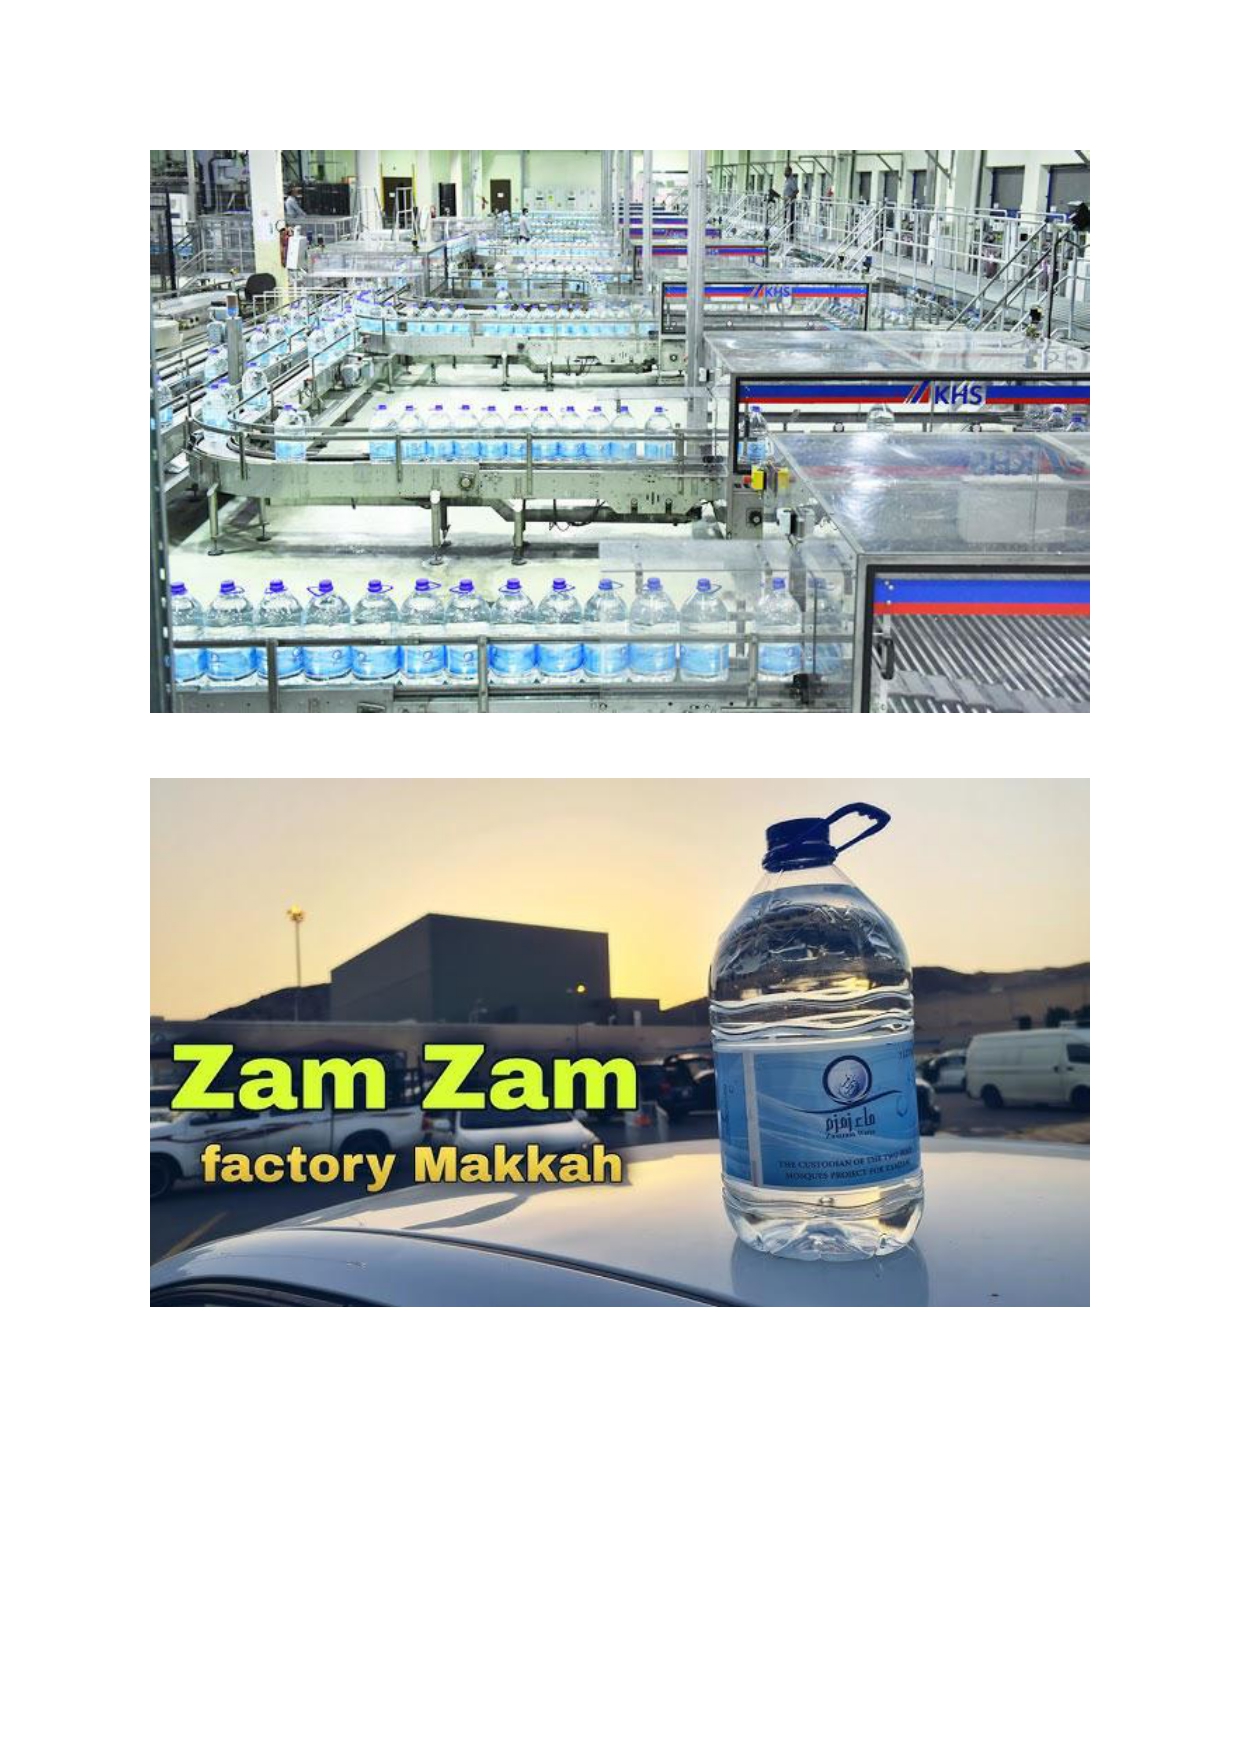 KHS
KHS
KHS
Zam Zam
factory Makkah
ماء زمزم
Zamzam Water
THE CUSTODIAN OF THE TWO HOLY
MOSQUES PROJECT FOR ZAMZAM